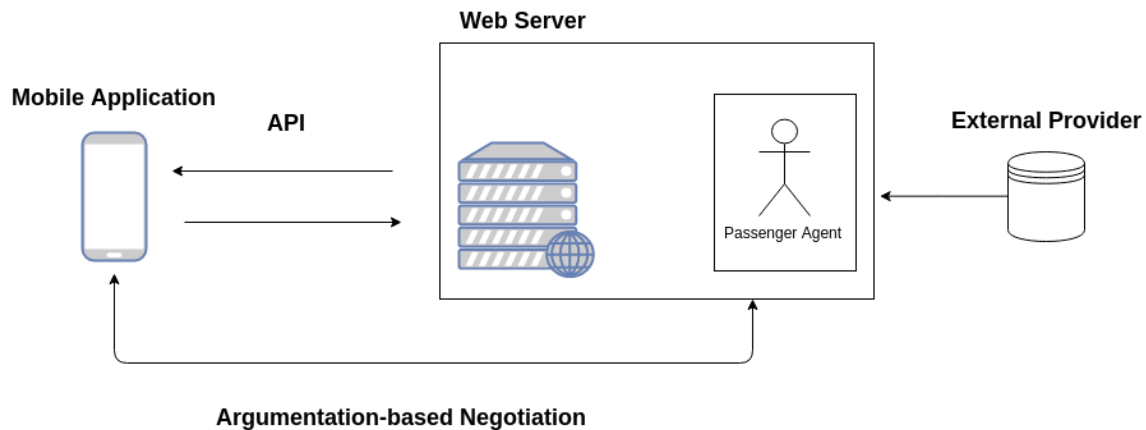 Web Server
Mobile Application
API
External Provider
Passenger Agent
Argumentation-based Negotiation